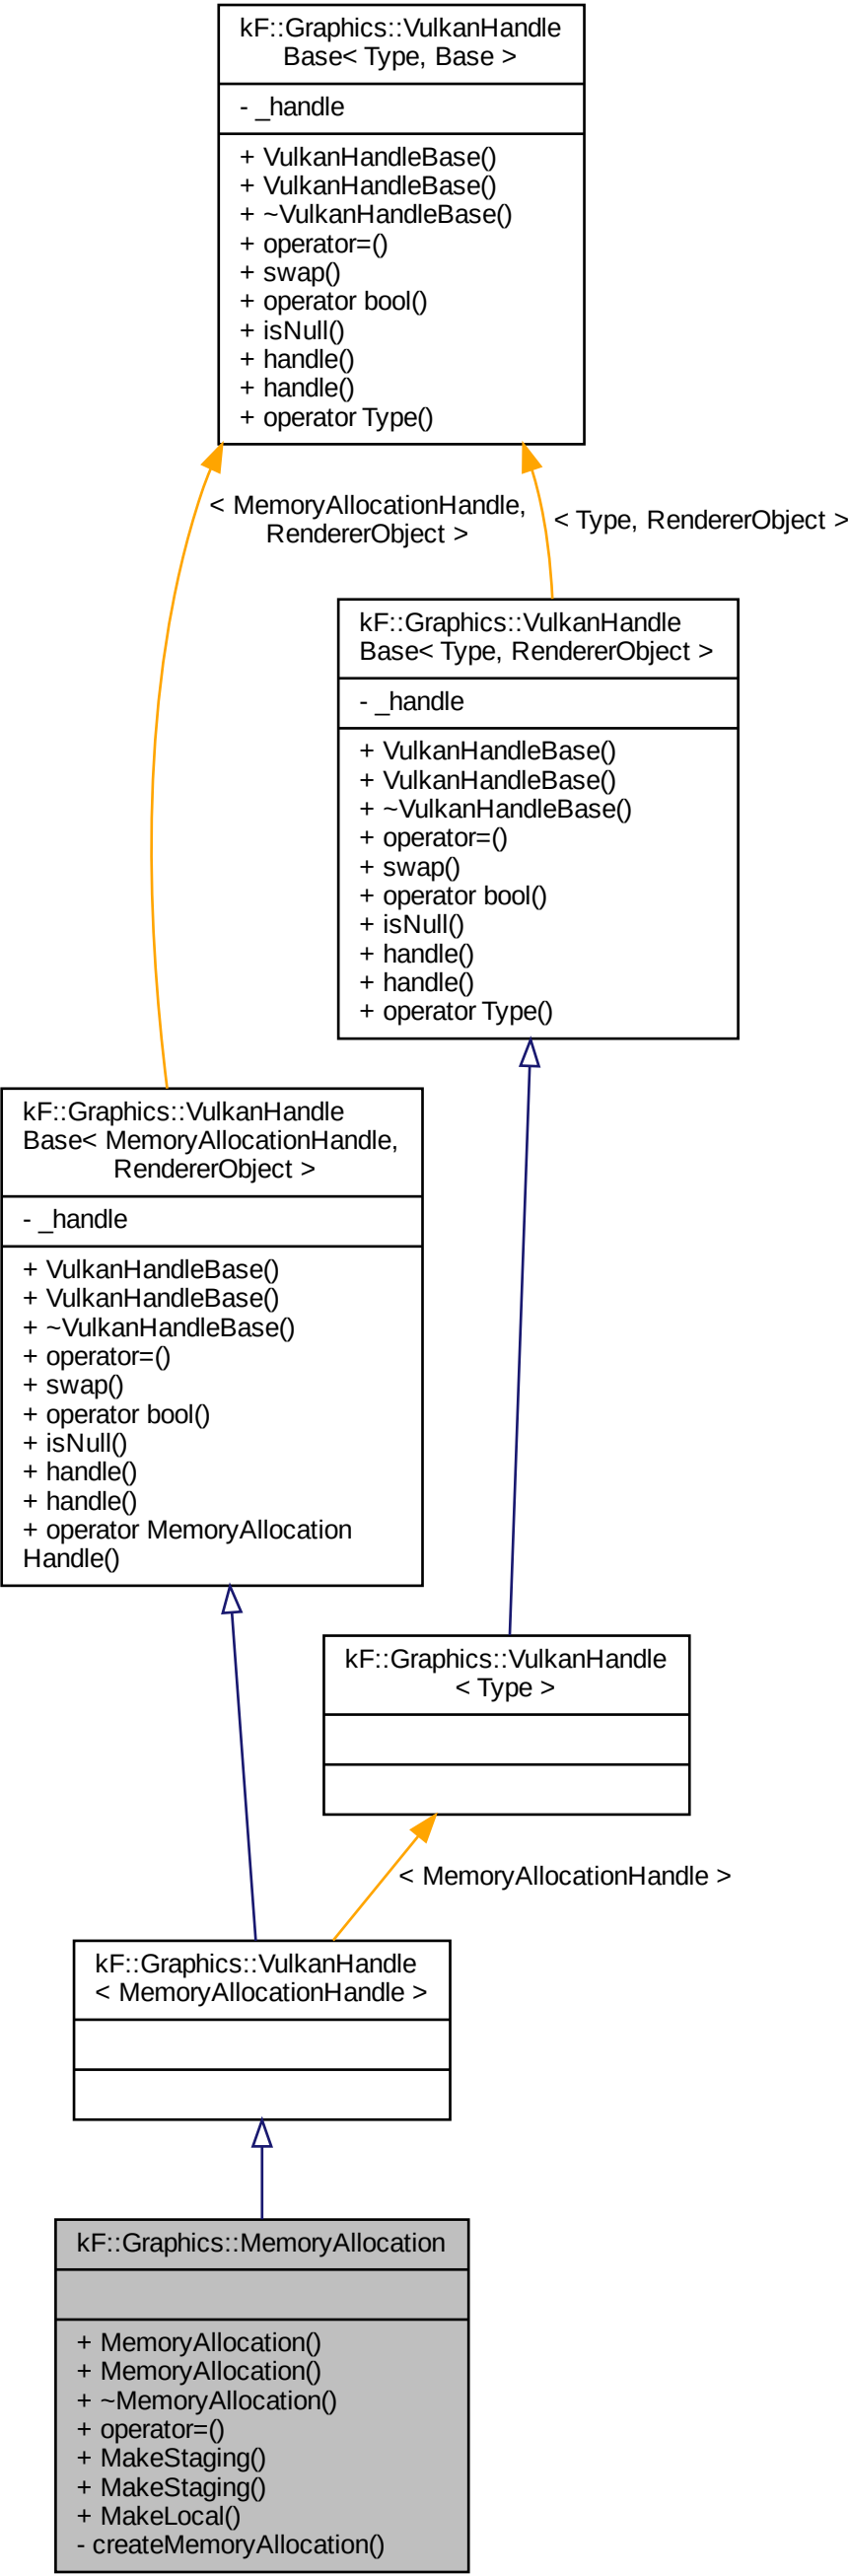 kF::Graphics::VulkanHandle
Base< Type, Base >
- _handle
+ VulkanHandleBase()
+ VulkanHandleBase()
+ ~VulkanHandleBase()
+ operator=()
+ swap()
+ operator bool()
+ isNull()
+ handle()
+ handle()
+ operator Type()
< MemoryAllocationHandle,
RendererObject >
< Type, RendererObject >
kF::Graphics::VulkanHandle
Base< Type, RendererObject >
- _handle
+ VulkanHandleBase()
+ VulkanHandleBase()
+ ~VulkanHandleBase()
+ operator=()
+ swap()
+ operator bool()
+ isNull()
+ handle()
+ handle()
+ operator Type()
kF::Graphics::VulkanHandle
Base< MemoryAllocationHandle,
RendererObject >
- _handle
+ VulkanHandleBase()
+ VulkanHandleBase()
+ ~VulkanHandleBase()
+ operator=()
+ swap()
+ operator bool()
+ isNull()
+ handle()
+ handle()
+ operator MemoryAllocation
Handle()
kF::Graphics::VulkanHandle
< Type >
< MemoryAllocationHandle >
kF::Graphics::VulkanHandle
< MemoryAllocationHandle >
kF::Graphics::MemoryAllocation
+ MemoryAllocation()
+ MemoryAllocation()
+ ~MemoryAllocation()
+ operator=()
+ MakeStaging()
+ MakeStaging()
+ MakeLocal()
- createMemoryAllocation()